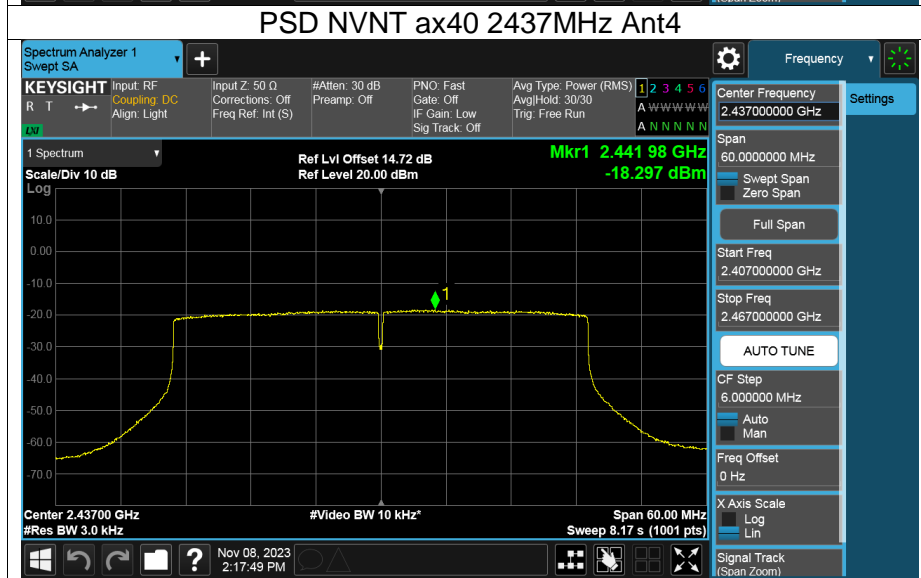 (Span Zoom)
PSD NVNT ax40 2437MHz Ant4
Spectrum Analyzer 1
Swept SA
Frequency
KEYSIGHT
R T
LXI
Input: RF
Coupling: DC
Align: Light
Input Z: 50 Ω
Corrections: Off
Freq Ref: Int (S)
#Atten: 30 dB
Preamp: Off
PNO: Fast
Gate: Off
IF Gain: Low
Sig Track: Off
Avg Type: Power (RMS)
Avg|Hold: 30/30
Trig: Free Run
1 2 3 4 5 6
A W W W W W
A N N N N N
1 Spectrum
Scale/Div 10 dB
Ref Lvl Offset 14.72 dB
Ref Level 20.00 dBm
Mkr1 2.441 98 GHz
-18.297 dBm
Log
10.0
0.00
-10.0
-20.0
-30.0
-40.0
-50.0
-60.0
-70.0
1
Center 2.43700 GHz
#Res BW 3.0 kHz
#Video BW 10 kHz*
Span 60.00 MHz
Sweep 8.17 s (1001 pts)
Nov 08, 2023
2:17:49 PM
?
Center Frequency
2.437000000 GHz
Settings
Span
60.0000000 MHz
Swept Span
Zero Span
Full Span
Start Freq
2.407000000 GHz
Stop Freq
2.467000000 GHz
AUTO TUNE
CF Step
6.000000 MHz
Auto
Man
Freq Offset
0 Hz
X Axis Scale
Log
Lin
Signal Track
(Span Zoom)